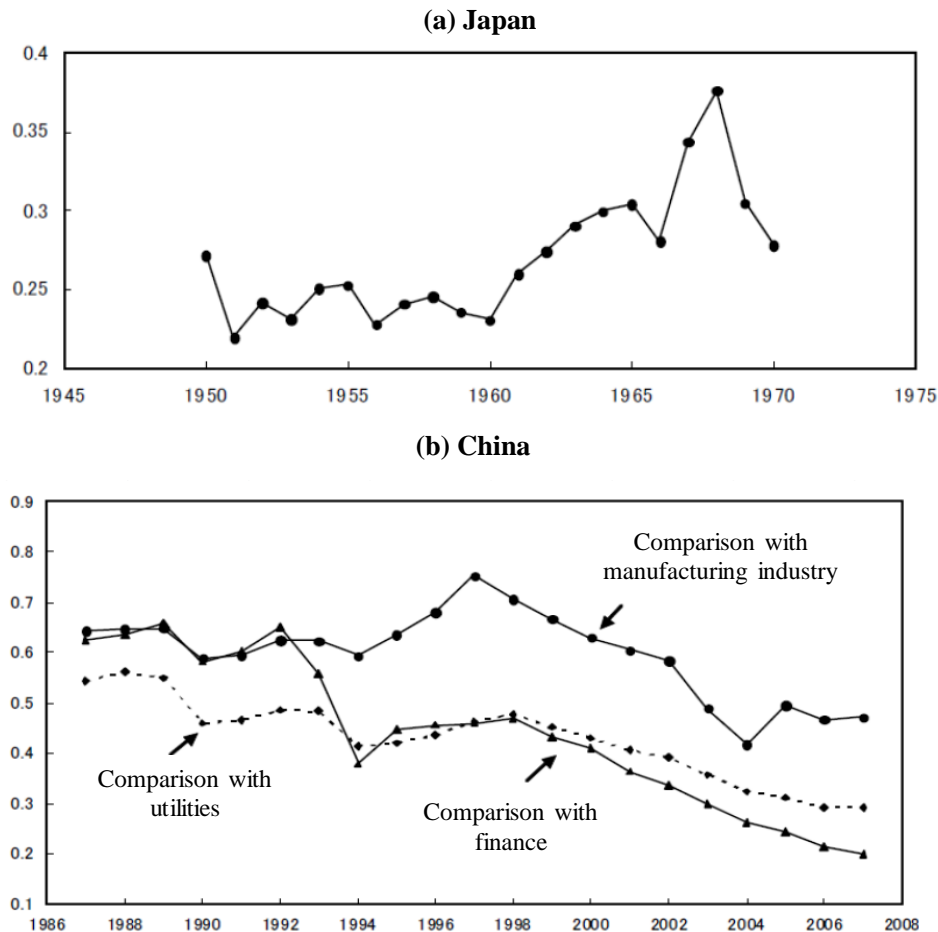 (a) Japan
0.4
0.35
0.3
0.25
0.2
1945 1950 1955 1960 1965 1970 1975
(b) China
0.9
0.8
0.7
0.6
0.5
0.4
0.3
0.2
0.1
Comparison with
manufacturing industry
Comparison with
utilities
Comparison with
finance
1986 1988 1990 1992 1994 1996 1998 2000 2002 2004 2006 2008